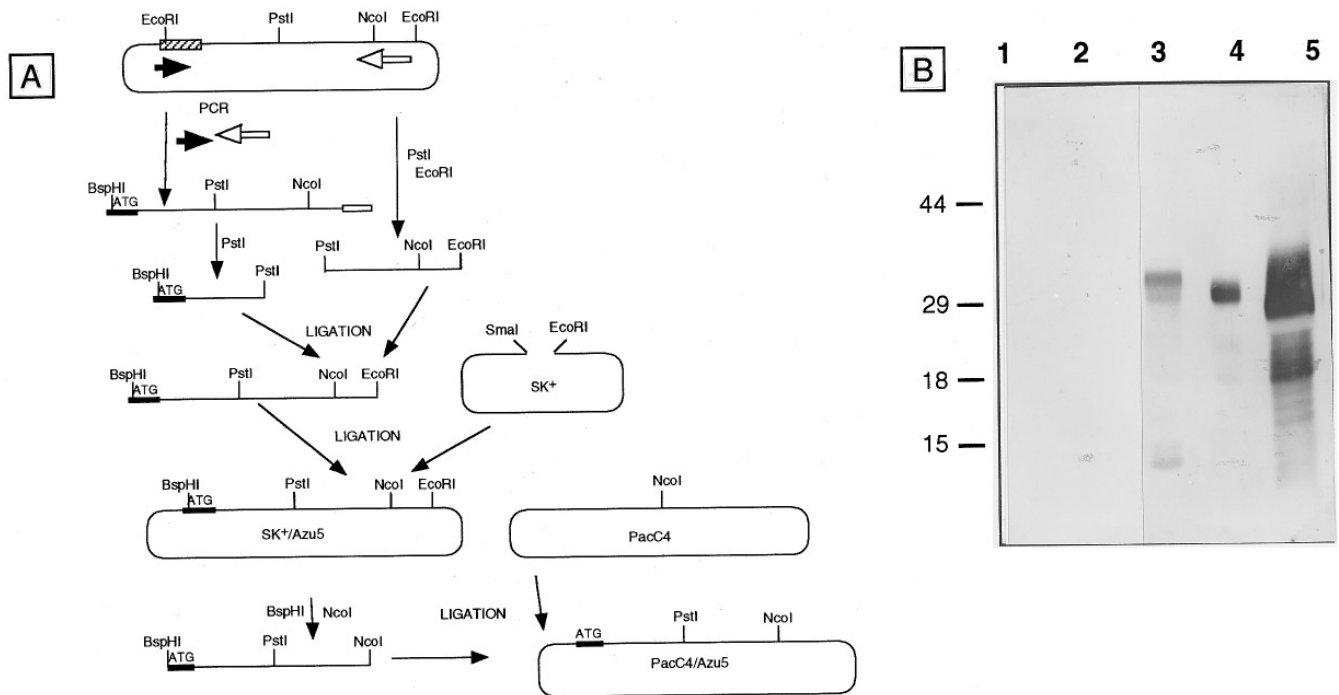 A
EcoRI PstI NcoI EcoRI
PCR
PstI
EcoRI
BspHI PstI NcoI
ATG
PstI
PstI NcoI EcoRI
BspHI PstI
ATG
LIGATION
SmaI EcoRI
BspHI PstI NcoI EcoRI
ATG
SK+
LIGATION
BspHI PstI NcoI EcoRI
ATG
SK+/Azu5
NcoI
PacC4
BspHI NcoI
LIGATION
BspHI PstI NcoI
ATG
ATG PstI NcoI
PacC4/Azu5
B
1 2 3 4 5
44
29
18
15